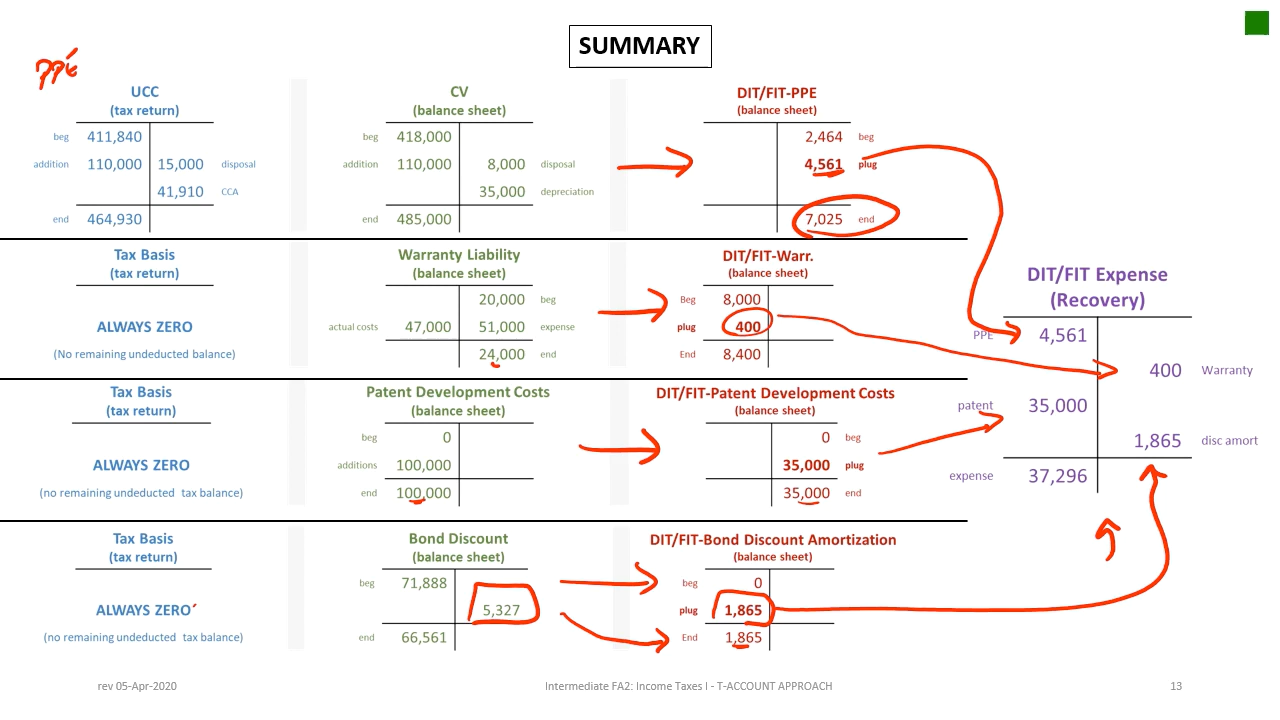 SUMMARY
PPE
UCC
(tax return)
beg 411,840
addition 110,000 15,000 disposal
41,910 CCA
end 464,930
CV
(balance sheet)
beg 418,000
addition 110,000 8,000 disposal
35,000 depreciation
end 485,000
DIT/FIT-PPE
(balance sheet)
2,464 beg
4,561 plug
7,025 end
Tax Basis
(tax return)
ALWAYS ZERO
(No remaining undeducted balance)
Warranty Liability
(balance sheet)
20,000 beg
actual costs 47,000 51,000 expense
24,000 end
DIT/FIT-Warr.
(balance sheet)
Beg 8,000
plug 400
End 8,400
Tax Basis
(tax return)
ALWAYS ZERO
(no remaining undeducted tax balance)
Patent Development Costs
(balance sheet)
beg 0
additions 100,000
end 100,000
DIT/FIT-Patent Development Costs
(balance sheet)
0 beg
35,000 plug
35,000 end
Tax Basis
(tax return)
ALWAYS ZERO
(no remaining undeducted tax balance)
Bond Discount
(balance sheet)
beg 71,888
5,327
end 66,561
DIT/FIT-Bond Discount Amortization
(balance sheet)
beg 0
plug 1,865
End 1,865
DIT/FIT Expense
(Recovery)
PPE 4,561
400 Warranty
patent 35,000
1,865 disc amort
expense 37,296
rev 05-Apr-2020
Intermediate FA2: Income Taxes I - T-ACCOUNT APPROACH
13